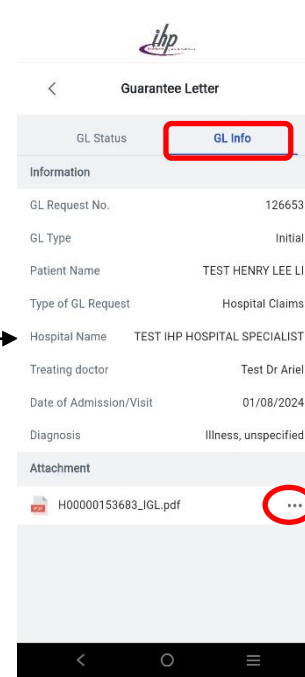 ihp
Guarantee Letter
GL Status GL Info
Information
GL Request No. 126653
GL Type Initial
Patient Name TEST HENRY LEE LI
Type of GL Request Hospital Claims
Hospital Name TEST IHP HOSPITAL SPECIALIST
Treating doctor Test Dr Ariel
Date of Admission/Visit 01/08/2024
Diagnosis Illness, unspecified
Attachment
H00000153683_IGL.pdf